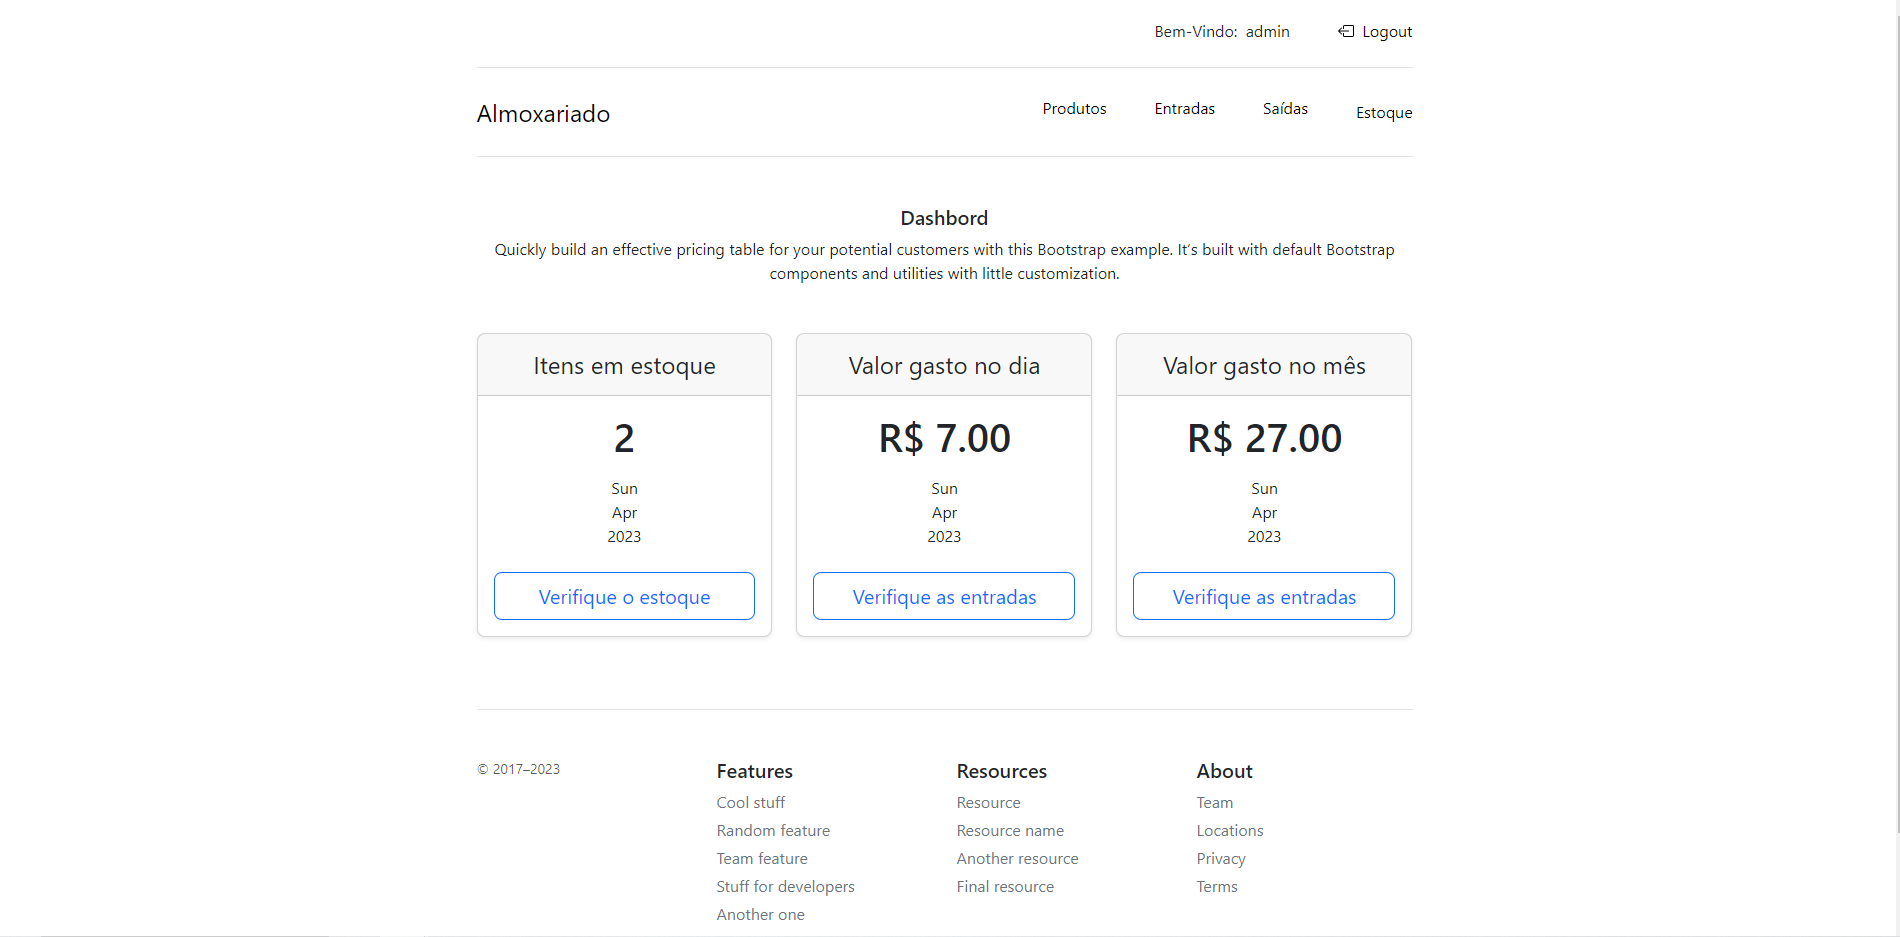 Bem-Vindo: admin Logout
Almoxariado Produtos Entradas Saídas Estoque
Dashbord
Quickly build an effective pricing table for your potential customers with this Bootstrap example. It’s built with default Bootstrap
components and utilities with little customization.
Itens em estoque
2
Sun
Apr
2023
Verifique o estoque
Valor gasto no dia
R$ 7.00
Sun
Apr
2023
Verifique as entradas
Valor gasto no mês
R$ 27.00
Sun
Apr
2023
Verifique as entradas
© 2017–2023
Features
Cool stuff
Random feature
Team feature
Stuff for developers
Another one
Resources
Resource
Resource name
Another resource
Final resource
About
Team
Locations
Privacy
Terms